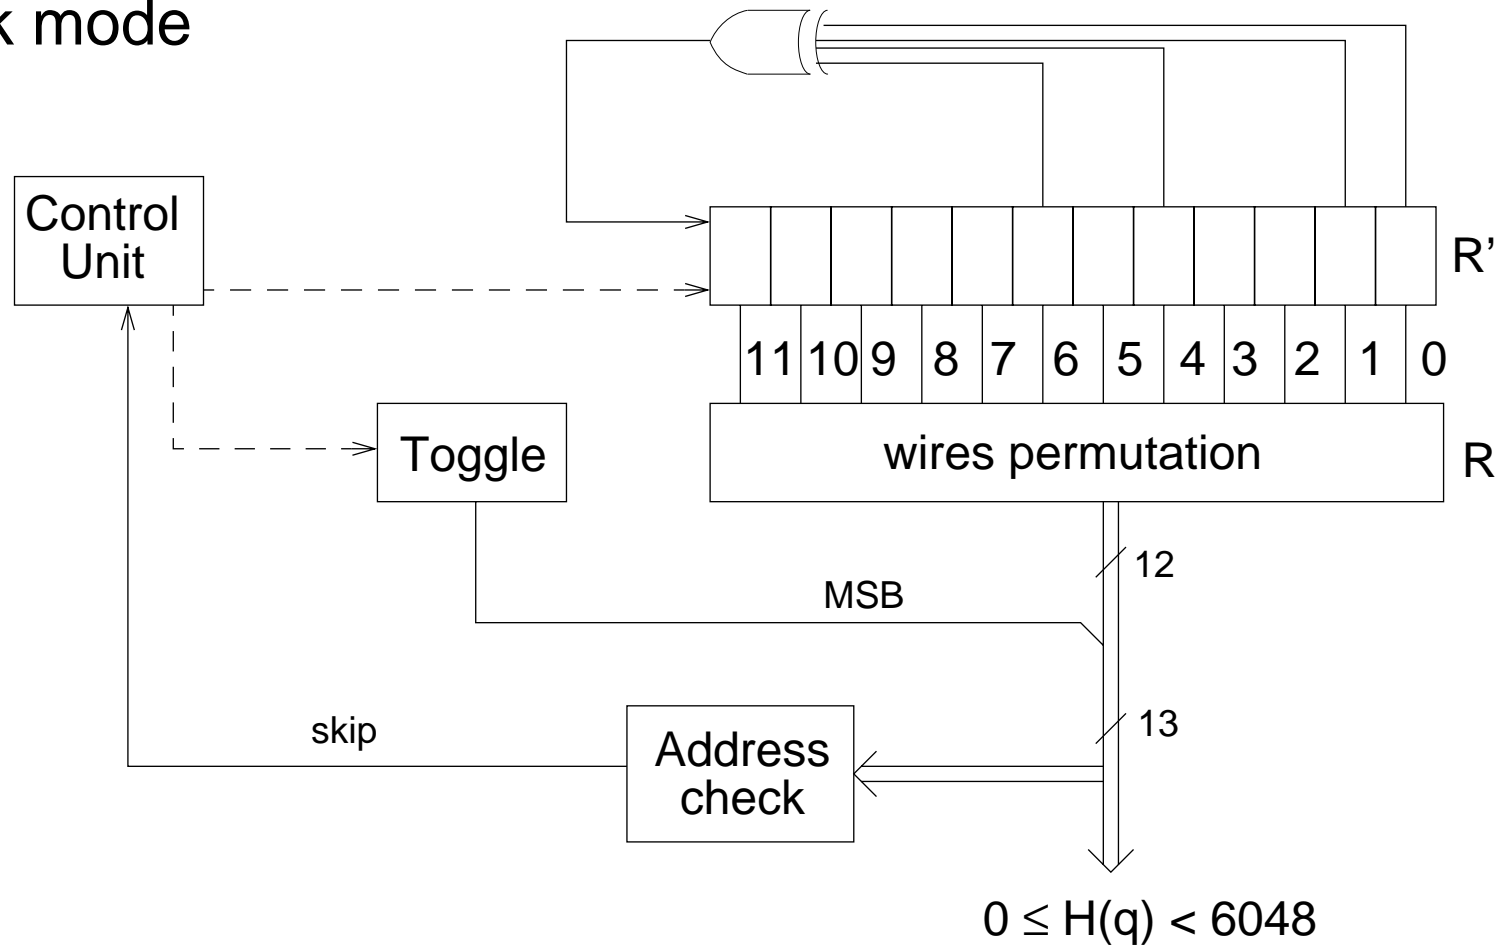 k mode
Control
Unit
R'
11 10 9 8 7 6 5 4 3 2 1 0
Toggle
wires permutation
R
12
MSB
13
skip
Address
check
0 ≤ H(q) < 6048